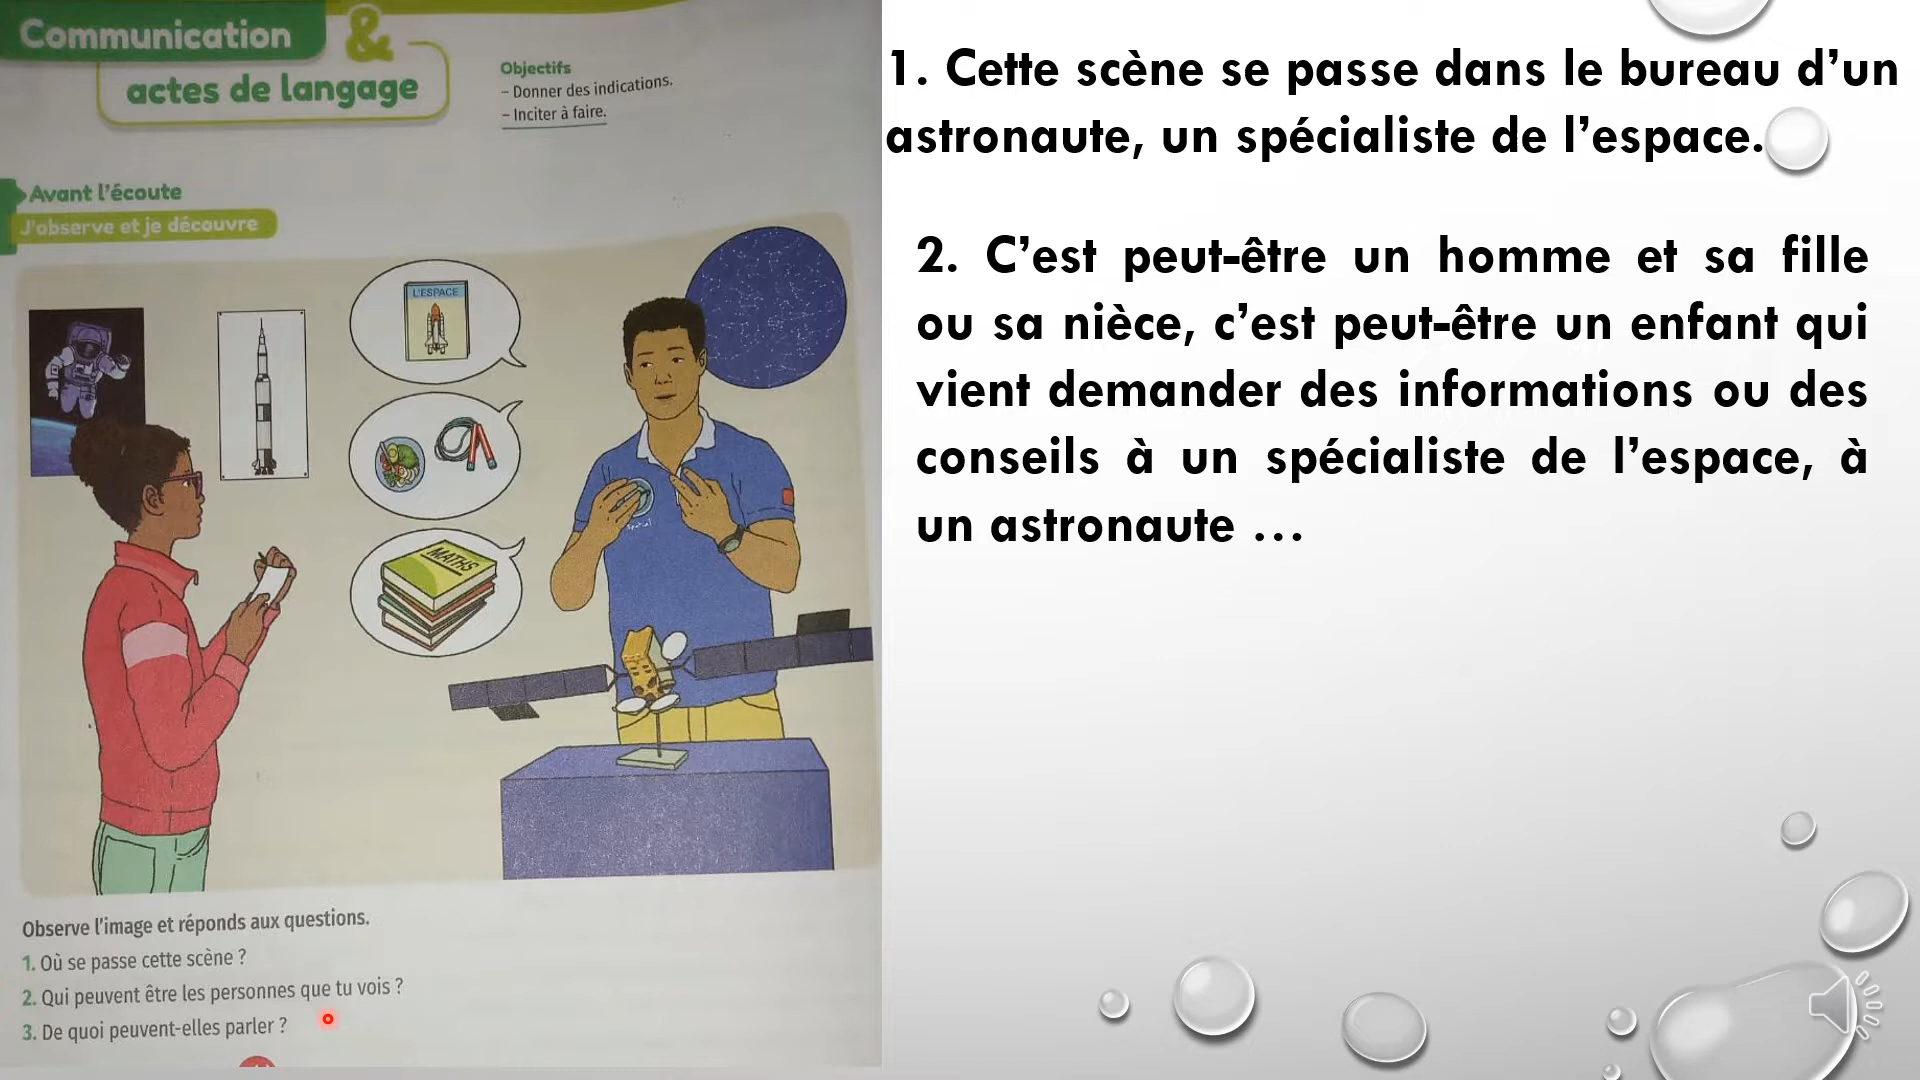 Communication &
actes de langage
Objectifs
– Donner des indications.
– Inciter à faire.
Avant l'écoute
J'observe et je découvre
L'ESPACE
MATHS
spatial
Observe l'image et réponds aux questions.
1. Où se passe cette scène ?
2. Qui peuvent être les personnes que tu vois ?
3. De quoi peuvent-elles parler ?
1. Cette scène se passe dans le bureau d’un
astronaute, un spécialiste de l’espace.
2. C’est peut-être un homme et sa fille
ou sa nièce, c’est peut-être un enfant qui
vient demander des informations ou des
conseils à un spécialiste de l’espace, à
un astronaute …